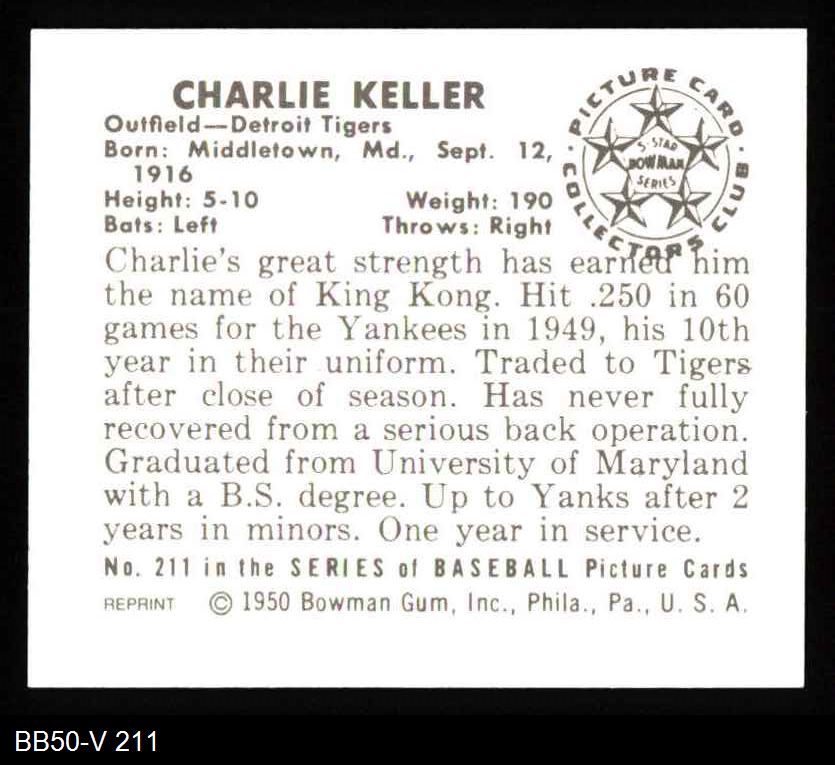 CHARLIE KELLER
Outfield—Detroit Tigers
Born: Middletown, Md., Sept. 12,
1916
Height: 5-10 Weight: 190
Bats: Left Throws: Right
PICTURE CARD
COLLECTORS CLUB
5-STAR
BOWMAN
SERIES
Charlie's great strength has earned him
the name of King Kong. Hit .250 in 60
games for the Yankees in 1949, his 10th
year in their uniform. Traded to Tigers
after close of season. Has never fully
recovered from a serious back operation.
Graduated from University of Maryland
with a B.S. degree. Up to Yanks after 2
years in minors. One year in service.
No. 211 in the SERIES of BASEBALL Picture Cards
REPRINT © 1950 Bowman Gum, Inc., Phila., Pa., U. S. A.
BB50-V 211